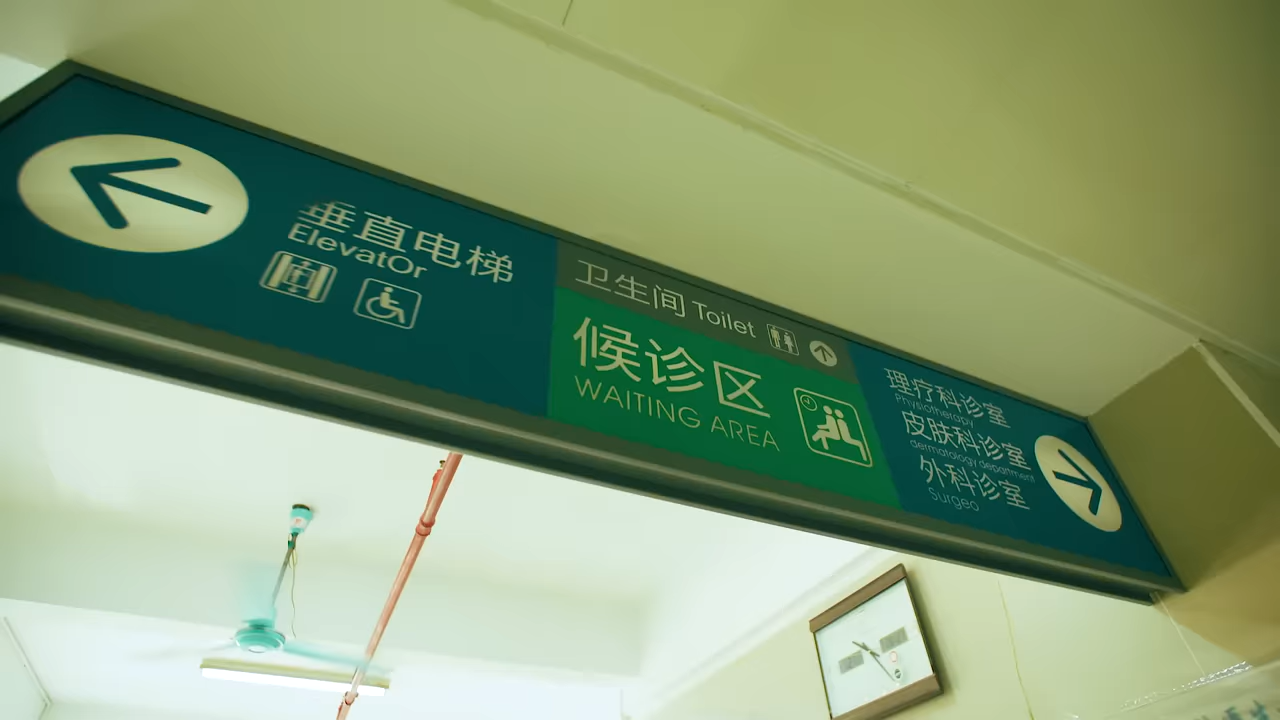 垂直电梯
ElevatOr
卫生间 Toilet
候诊区
WAITING AREA
理疗科诊室
Physiotherapy
皮肤科诊室
dermatology department
外科诊室
Surgeo